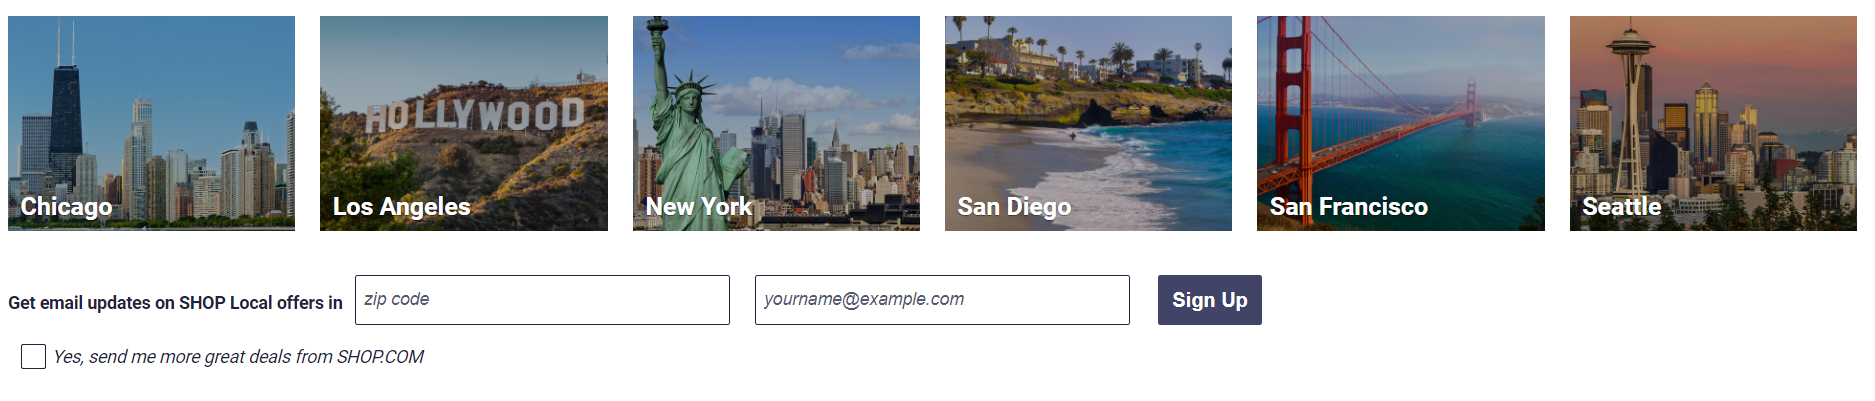 HOLLYWOOD
Chicago
Los Angeles
New York
San Diego
San Francisco
Seattle
Get email updates on SHOP Local offers in
zip code
yourname@example.com
Sign Up
Yes, send me more great deals from SHOP.COM